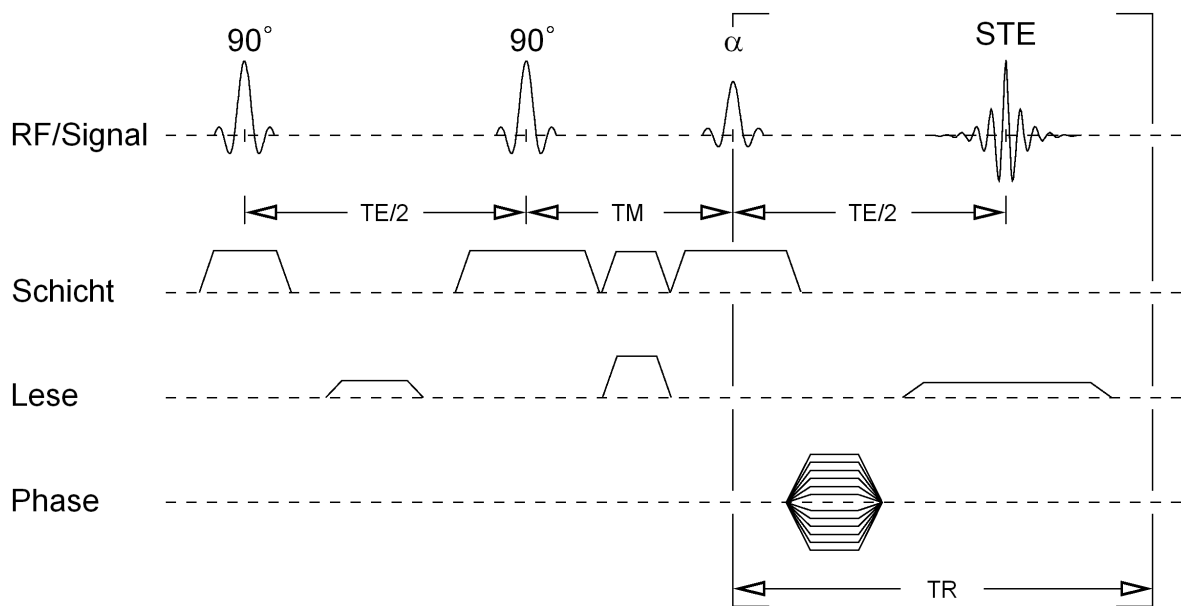 90° 90° α STE
RF/Signal
TE/2 TM TE/2
Schicht
Lese
Phase
TR